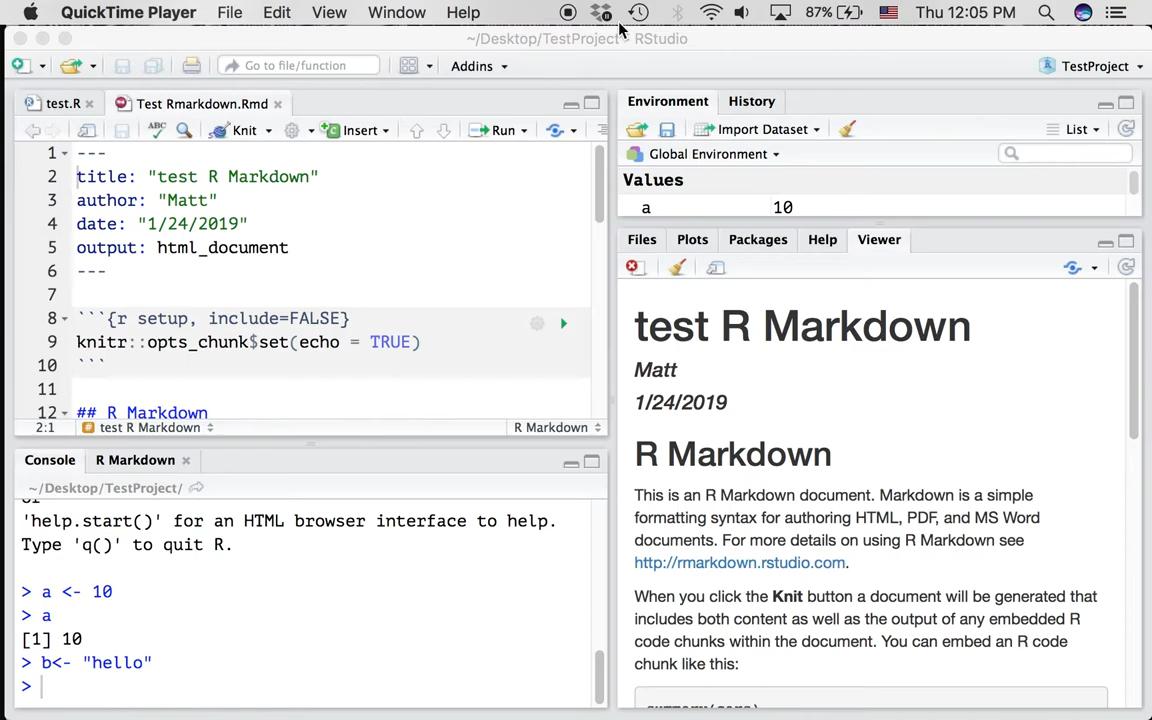 QuickTime Player File Edit View Window Help 87% Thu 12:05 PM
~/Desktop/TestProject - RStudio
Go to file/function Addins TestProject
test.R Test Rmarkdown.Rmd
ABC Knit Insert Run
1 ---
2 title: "test R Markdown"
3 author: "Matt"
4 date: "1/24/2019"
5 output: html_document
6 ---
7
8 ```{r setup, include=FALSE}
9 knitr::opts_chunk$set(echo = TRUE)
10 ```
11
12 ## R Markdown
2:1 test R Markdown R Markdown
Console R Markdown
~/Desktop/TestProject/
'help.start()' for an HTML browser interface to help.
Type 'q()' to quit R.
> a <- 10
> a
[1] 10
> b<- "hello"
>
Environment History
Import Dataset List
Global Environment
Values
a 10
Files Plots Packages Help Viewer
test R Markdown
Matt
1/24/2019
R Markdown
This is an R Markdown document. Markdown is a simple
formatting syntax for authoring HTML, PDF, and MS Word
documents. For more details on using R Markdown see
http://rmarkdown.rstudio.com.
When you click the Knit button a document will be generated that
includes both content as well as the output of any embedded R
code chunks within the document. You can embed an R code
chunk like this: